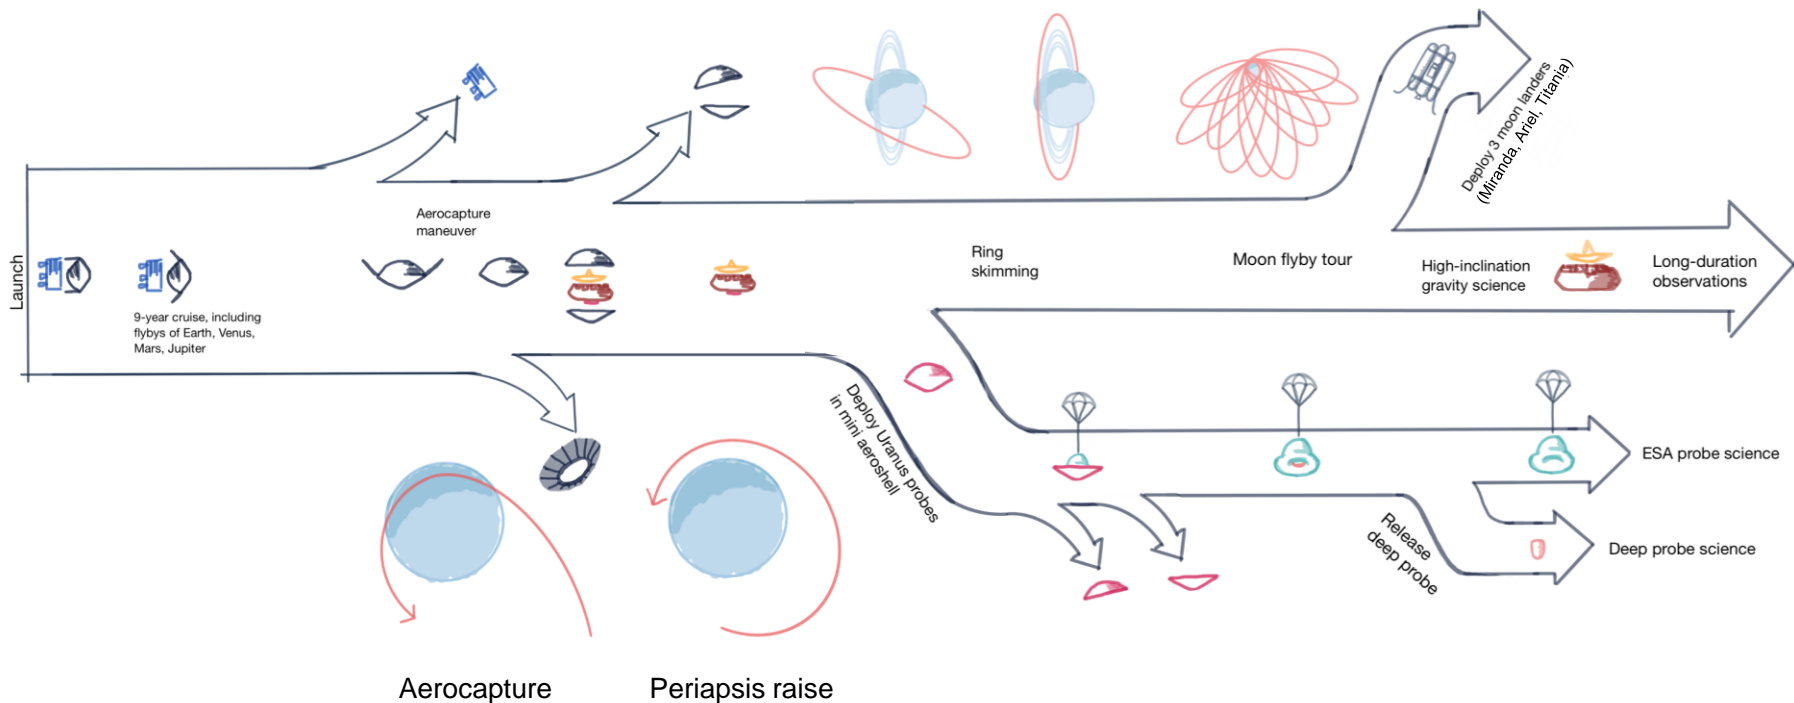 Launch
9-year cruise, including
flybys of Earth, Venus,
Mars, Jupiter
Aerocapture
maneuver
Ring
skimming
Moon flyby tour
Deploy 3 moon landers
(Miranda, Ariel, Titania)
High-inclination
gravity science
Long-duration
observations
Deploy Uranus probes
in mini aeroshell
ESA probe science
Release
deep probe
Deep probe science
Aerocapture
Periapsis raise